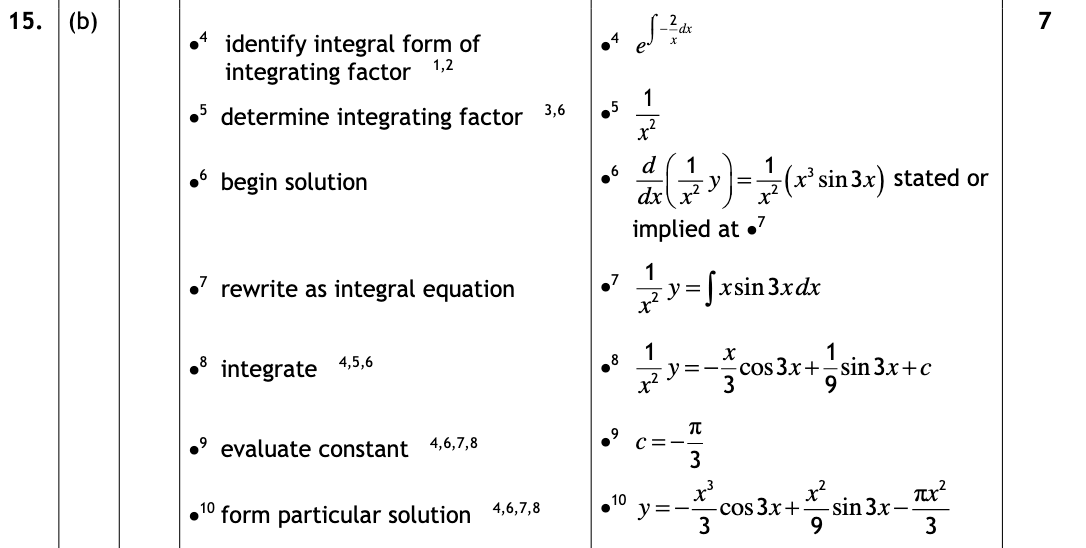 15. (b) 7
•⁴ identify integral form of integrating factor ¹,² •⁴ $e^{\int -\frac{2}{x}dx}$
•⁵ determine integrating factor ³,⁶ •⁵ $\frac{1}{x^2}$
•⁶ begin solution •⁶ $\frac{d}{dx}\left(\frac{1}{x^2}y\right)=\frac{1}{x^2}\left(x^3\sin 3x\right)$ stated or
implied at •⁷
•⁷ rewrite as integral equation •⁷ $\frac{1}{x^2}y=\int x\sin 3x\,dx$
•⁸ integrate ⁴,⁵,⁶ •⁸ $\frac{1}{x^2}y=-\frac{x}{3}\cos 3x+\frac{1}{9}\sin 3x+c$
•⁹ evaluate constant ⁴,⁶,⁷,⁸ •⁹ $c=-\frac{\pi}{3}$
•¹⁰ form particular solution ⁴,⁶,⁷,⁸ •¹⁰ $y=-\frac{x^3}{3}\cos 3x+\frac{x^2}{9}\sin 3x-\frac{\pi x^2}{3}$